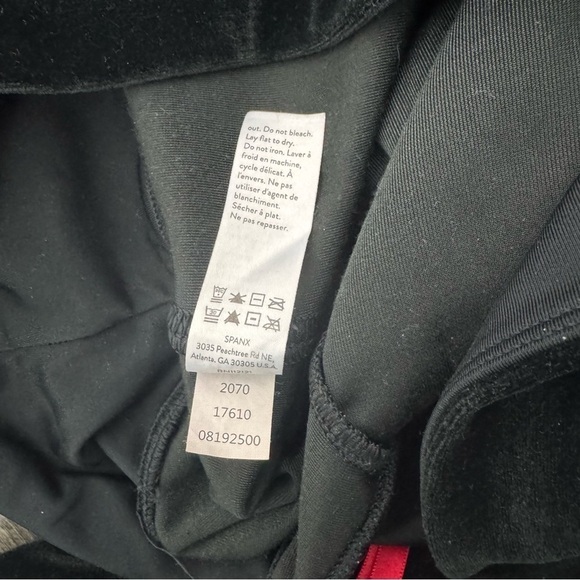 out. Do not bleach.
Lay flat to dry.
Do not iron. Laver à
froid en machine,
cycle délicat. À
l'envers. Ne pas
utiliser d'agent de
blanchiment.
Sécher à plat.
Ne pas repasser.
SPANX
3035 Peachtree Rd NE,
Atlanta, GA 30305 U.S.A.
2070
17610
08192500